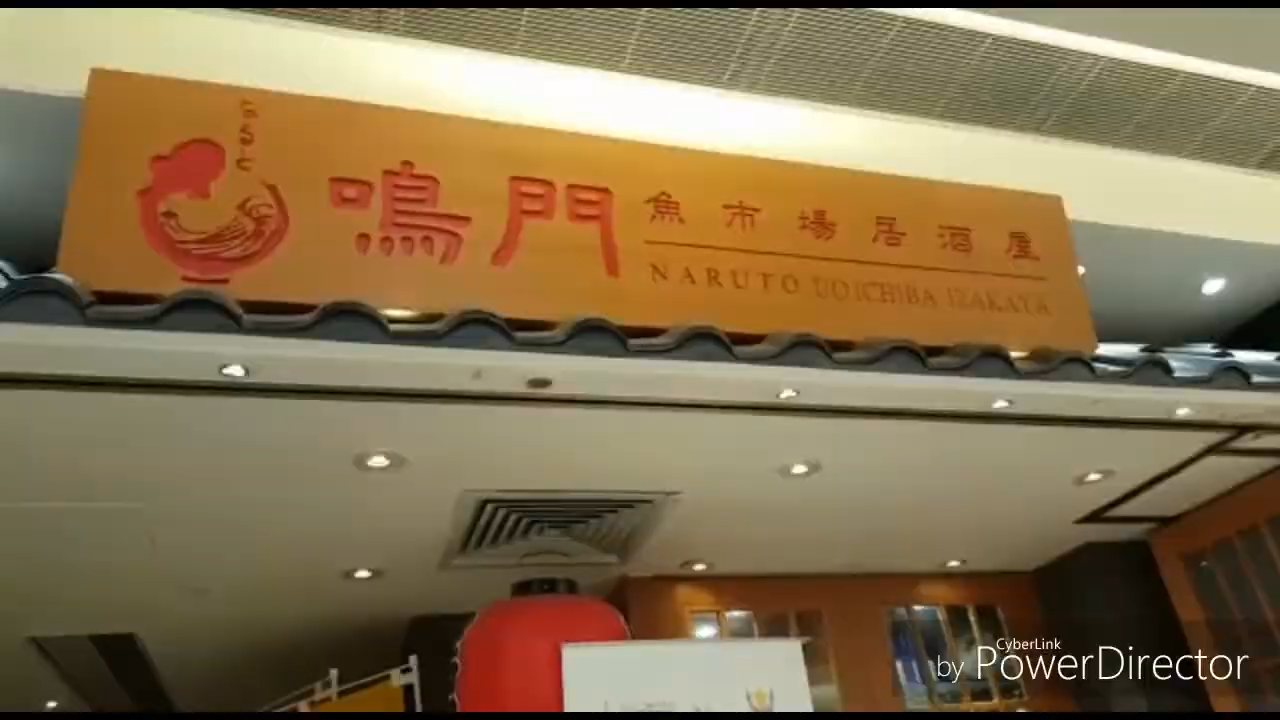 なると
鳴門
魚市場居酒屋
NARUTO UOICHIBA IZAKAYA
CyberLink
by PowerDirector